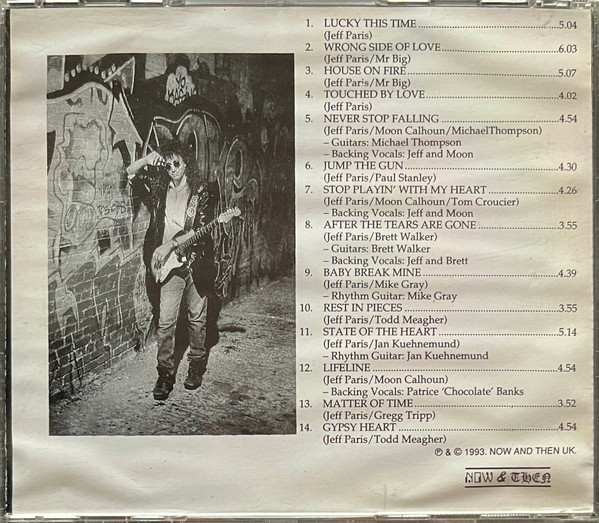 1. LUCKY THIS TIME 5.04
(Jeff Paris)
2. WRONG SIDE OF LOVE 6.03
(Jeff Paris/Mr Big)
3. HOUSE ON FIRE 5.07
(Jeff Paris/Mr Big)
4. TOUCHED BY LOVE 4.02
(Jeff Paris)
5. NEVER STOP FALLING 4.54
(Jeff Paris/Moon Calhoun/MichaelThompson)
– Guitars: Michael Thompson
– Backing Vocals: Jeff and Moon
6. JUMP THE GUN 4.30
(Jeff Paris/Paul Stanley)
7. STOP PLAYIN' WITH MY HEART 4.26
(Jeff Paris/Moon Calhoun/Tom Croucier)
– Backing Vocals: Jeff and Moon
8. AFTER THE TEARS ARE GONE 3.55
(Jeff Paris/Brett Walker)
– Guitars: Brett Walker
– Backing Vocals: Jeff and Brett
9. BABY BREAK MINE 4.39
(Jeff Paris/Mike Gray)
– Rhythm Guitar: Mike Gray
10. REST IN PIECES 3.55
(Jeff Paris/Todd Meagher)
11. STATE OF THE HEART 5.14
(Jeff Paris/Jan Kuehnemund)
– Rhythm Guitar: Jan Kuehnemund
12. LIFELINE 4.54
(Jeff Paris/Moon Calhoun)
– Backing Vocals: Patrice 'Chocolate' Banks
13. MATTER OF TIME 3.52
(Jeff Paris/Gregg Tripp)
14. GYPSY HEART 4.54
(Jeff Paris/Todd Meagher)
℗ & © 1993. NOW AND THEN UK.
NOW & THEN